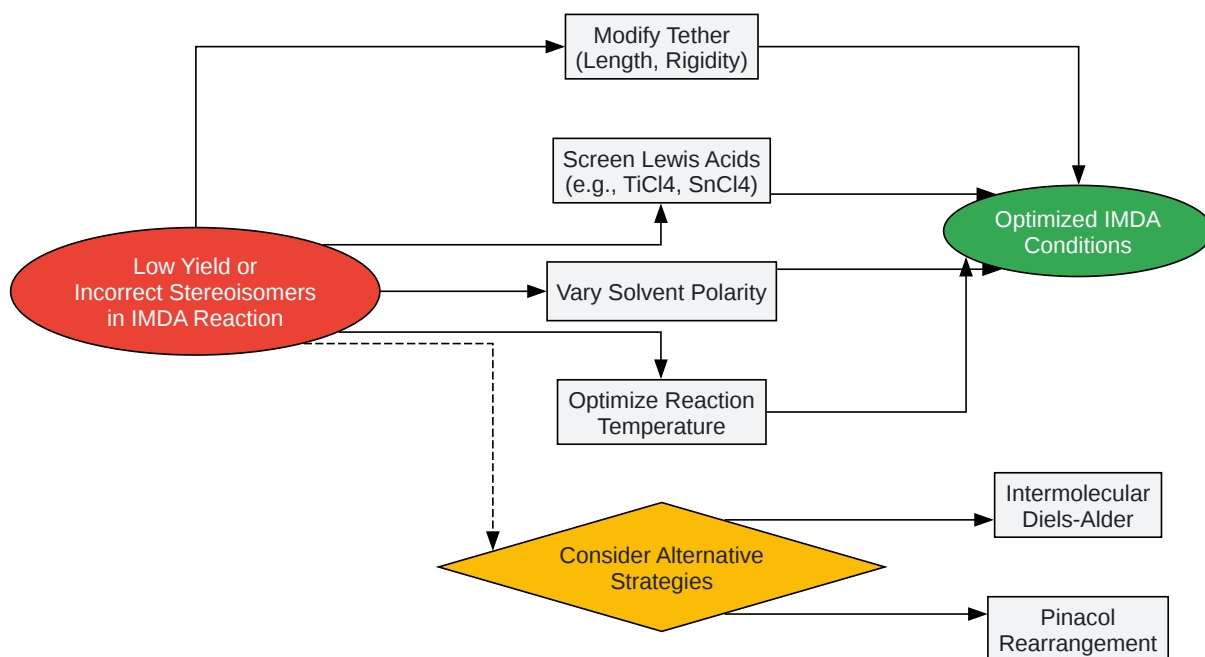 Modify Tether
(Length, Rigidity)
Screen Lewis Acids
(e.g., TiCl4, SnCl4)
Optimized IMDA
Conditions
Low Yield or
Incorrect Stereoisomers
in IMDA Reaction
Vary Solvent Polarity
Optimize Reaction
Temperature
Intermolecular
Diels-Alder
Consider Alternative
Strategies
Pinacol
Rearrangement